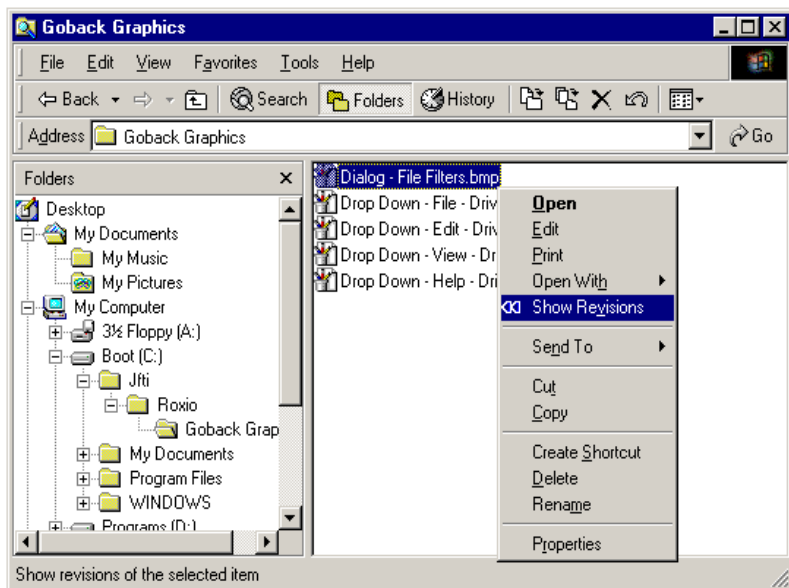 Goback Graphics
File Edit View Favorites Tools Help
Back Search Folders History
Address Goback Graphics Go
Folders
Desktop
My Documents
My Music
My Pictures
My Computer
3½ Floppy (A:)
Boot (C:)
Jfti
Roxio
Goback Grap
My Documents
Program Files
WINDOWS
Programs (D:)
Dialog - File Filters.bmp
Drop Down - File - Driv
Drop Down - Edit - Driv
Drop Down - View - Dr
Drop Down - Help - Dri
Open
Edit
Print
Open With
Show Revisions
Send To
Cut
Copy
Create Shortcut
Delete
Rename
Properties
Show revisions of the selected item